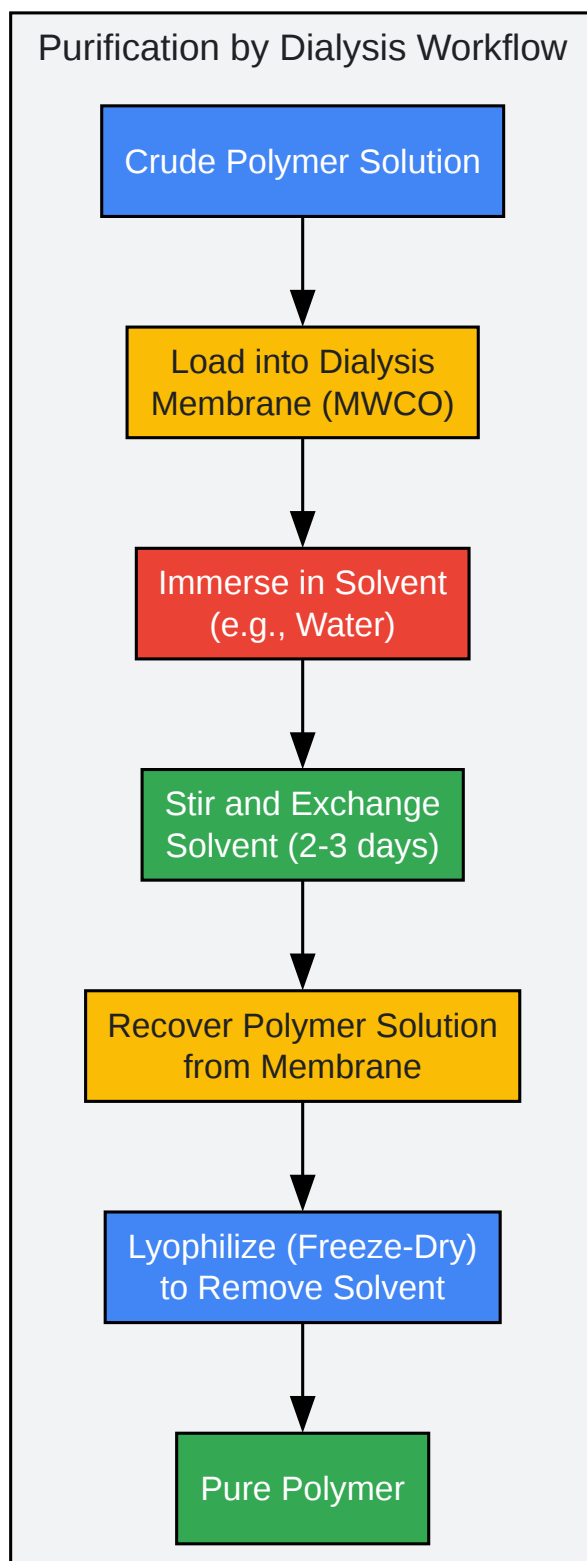 Purification by Dialysis Workflow
Crude Polymer Solution
Load into Dialysis
Membrane (MWCO)
Immerse in Solvent
(e.g., Water)
Stir and Exchange
Solvent (2-3 days)
Recover Polymer Solution
from Membrane
Lyophilize (Freeze-Dry)
to Remove Solvent
Pure Polymer